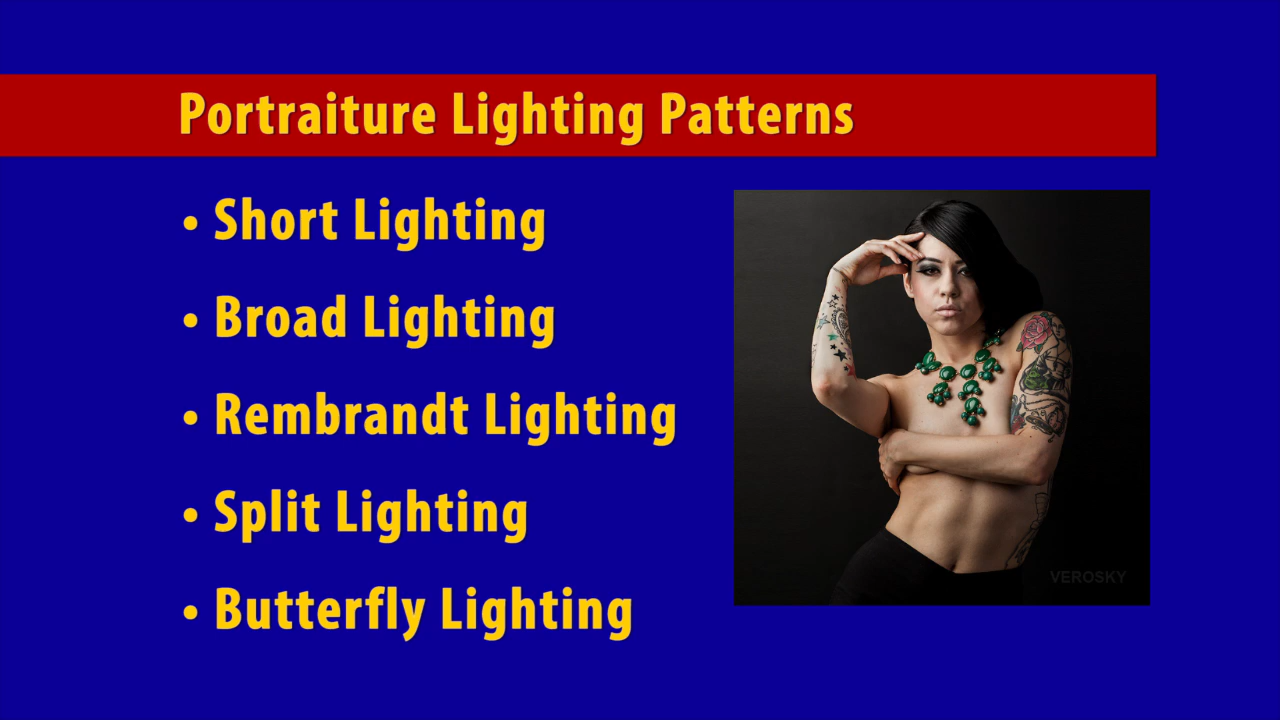 Portraiture Lighting Patterns
• Short Lighting
• Broad Lighting
• Rembrandt Lighting
• Split Lighting
• Butterfly Lighting
VEROSKY